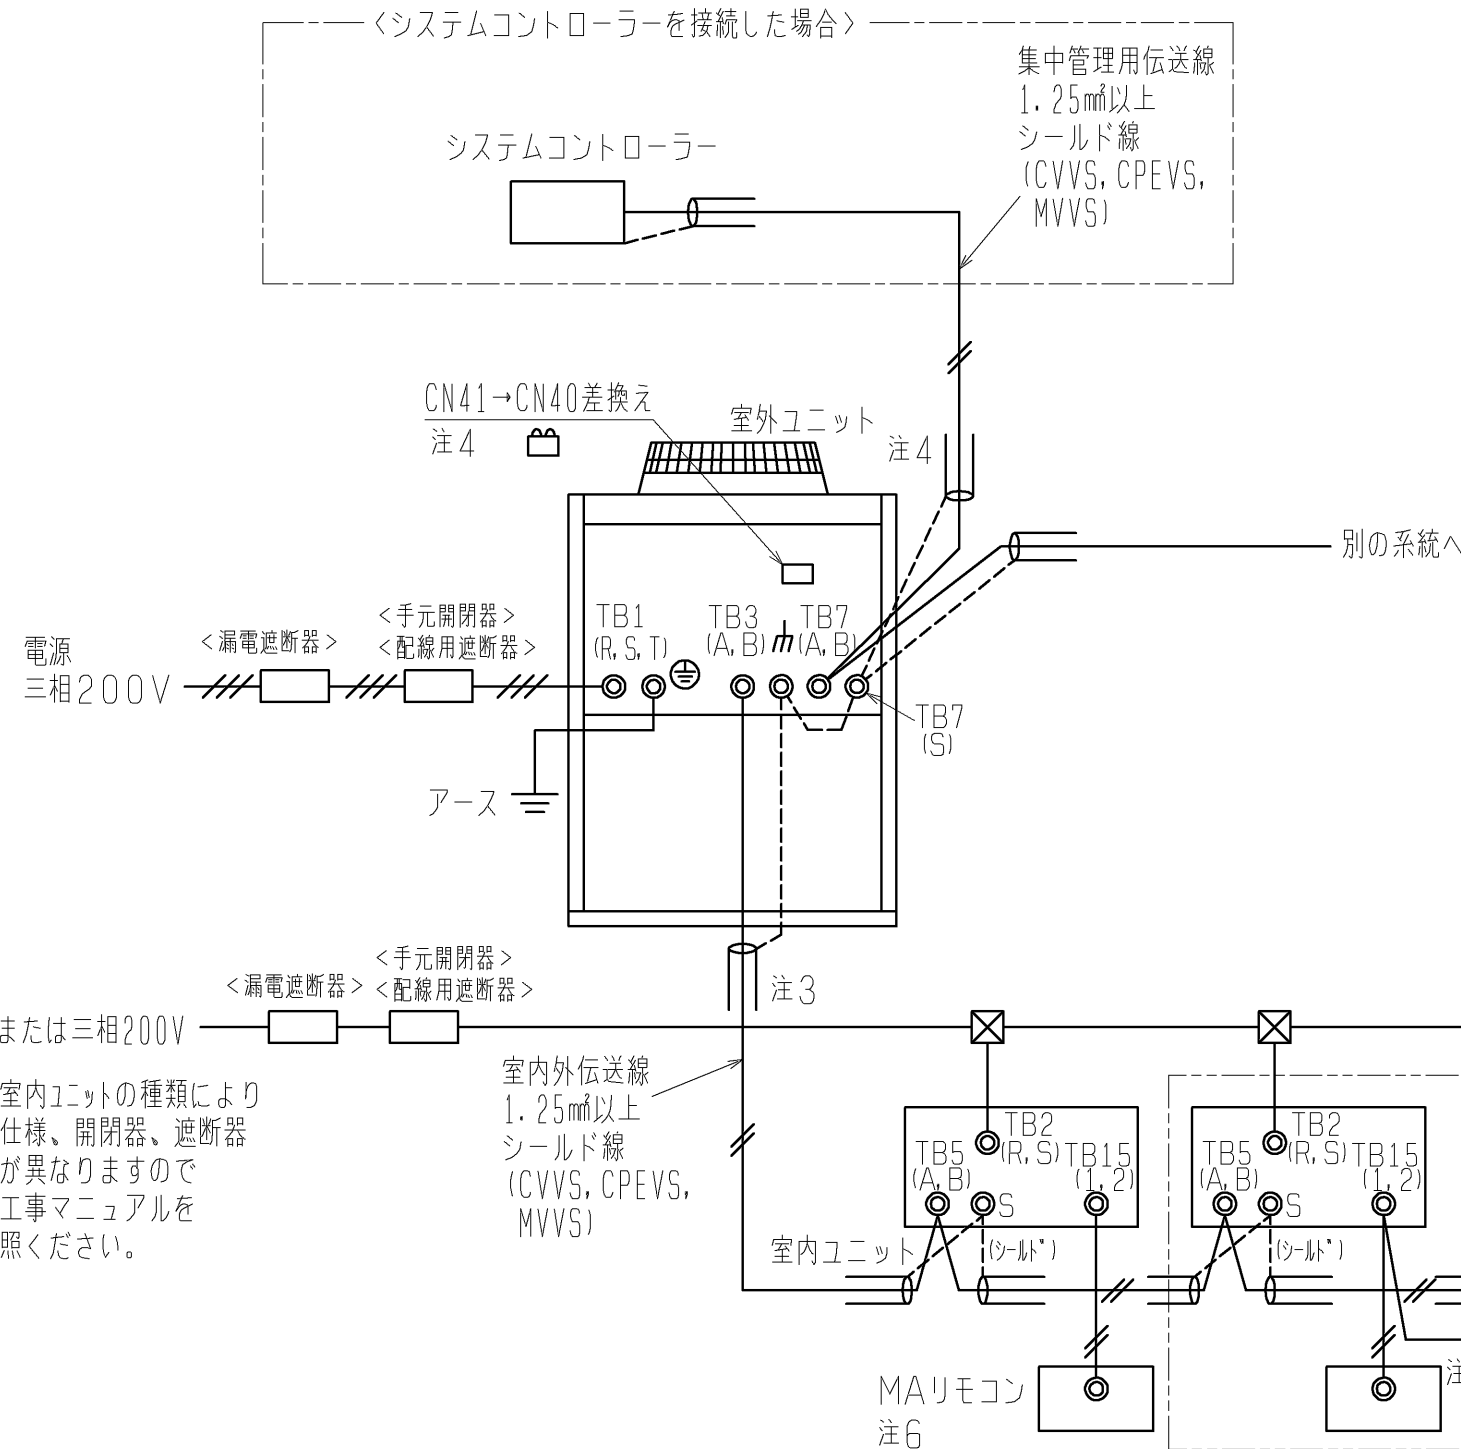 〈システムコントローラーを接続した場合〉
集中管理用伝送線
1.25㎟以上
シールド線
(CVVS, CPEVS,
MVVS)
システムコントローラー
CN41→CN40差換え
注4
室外ユニット
注4
別の系統へ
TB1
(R, S, T)
TB3
(A, B)
TB7
(A, B)
<手元開閉器>
<配線用遮断器>
<漏電遮断器>
電源
三相200V
TB7
(S)
アース
<手元開閉器>
<配線用遮断器>
<漏電遮断器>
注3
または三相200V
室内外伝送線
1.25㎟以上
シールド線
(CVVS, CPEVS,
MVVS)
室内ユニットの種類により
仕様、開閉器、遮断器
が異なりますので
工事マニュアルを
照ください。
TB2
(R, S)
TB5
(A, B)
TB15
(1, 2)
S
TB2
(R, S)
TB5
(A, B)
TB15
(1, 2)
S
室内ユニット
(シールド)
(シールド)
MAリモコン
注6
注